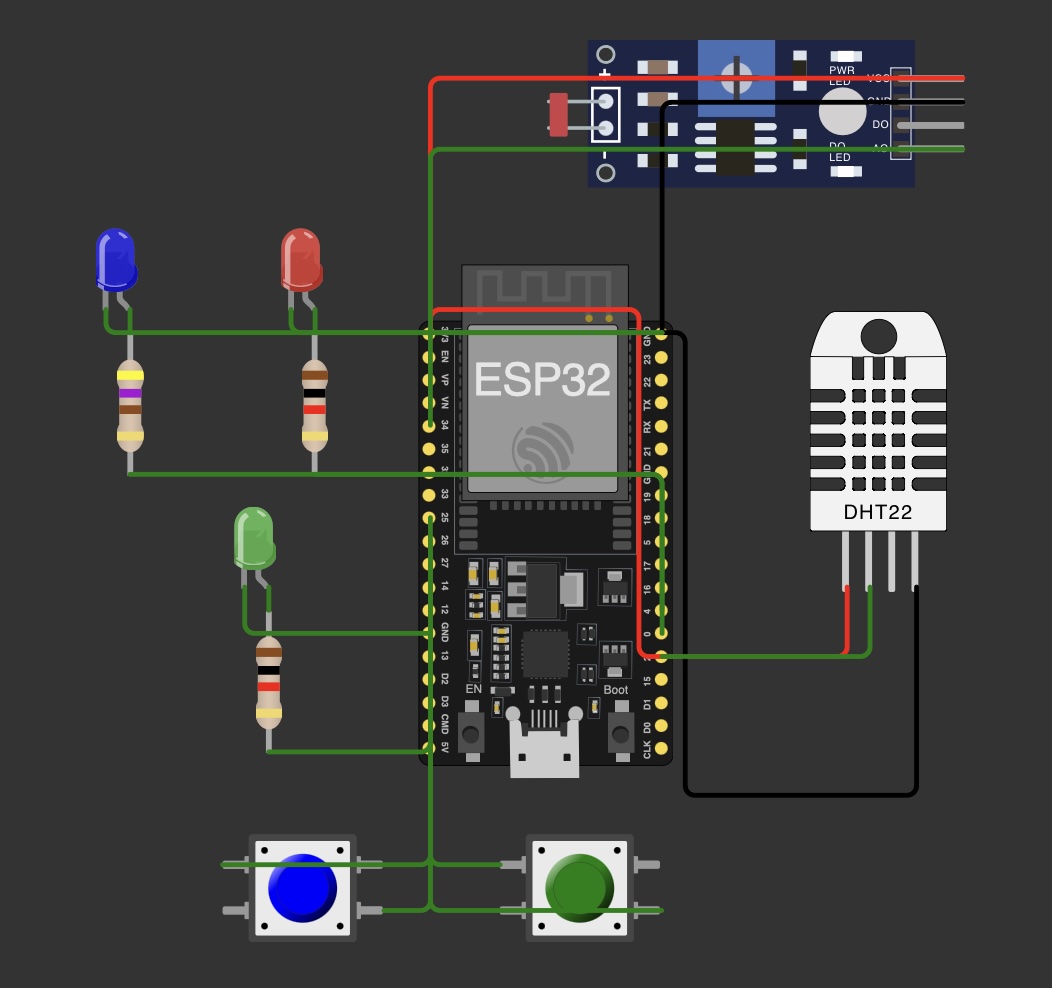 +
PWR
LED
VCC
GND
DO
DO
LED
AO
-
ESP32
3V3
EN
VP
VN
34
35
33
25
26
27
14
12
GND
13
D2
D3
CMD
5V
GND
23
22
TX
RX
21
GND
19
18
5
17
16
4
0
15
D1
D0
CLK
EN
Boot
DHT22